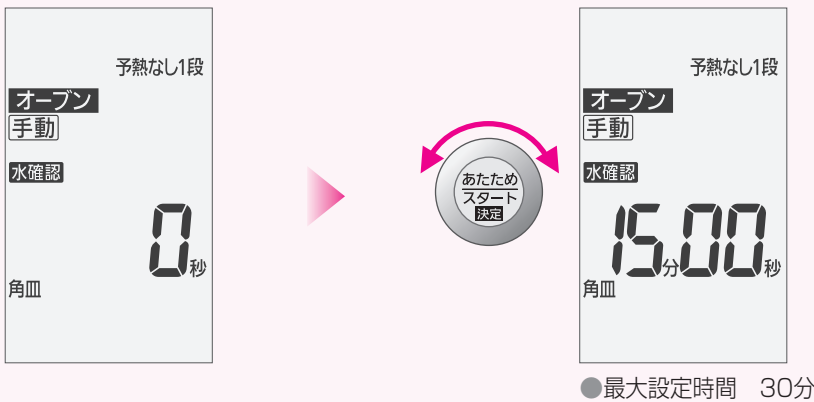 予熱なし1段
オーブン
手動
水確認
0秒
角皿
あたため
スタート
決定
予熱なし1段
オーブン
手動
水確認
15分00秒
角皿
●最大設定時間　30分